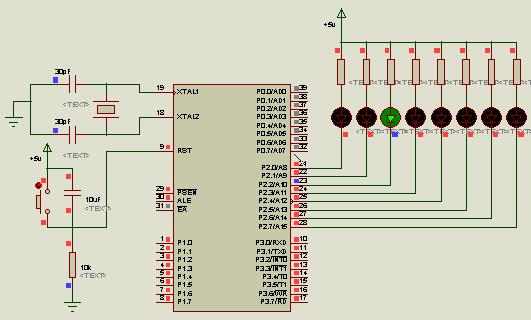 +5v
30pF
<TEXT>
30pF
<TEXT>
+5v
10uF
<TEXT>
10k
<TEXT>
19 XTAL1
18 XTAL2
9 RST
29 PSEN
30 ALE
31 EA
1 P1.0
2 P1.1
3 P1.2
4 P1.3
5 P1.4
6 P1.5
7 P1.6
8 P1.7
P0.0/AD0 39
P0.1/AD1 38
P0.2/AD2 37
P0.3/AD3 36
P0.4/AD4 35
P0.5/AD5 34
P0.6/AD6 33
P0.7/AD7 32
P2.0/A8 21
P2.1/A9 22
P2.2/A10 23
P2.3/A11 24
P2.4/A12 25
P2.5/A13 26
P2.6/A14 27
P2.7/A15 28
P3.0/RXD 10
P3.1/TXD 11
P3.2/INT0 12
P3.3/INT1 13
P3.4/T0 14
P3.5/T1 15
P3.6/WR 16
P3.7/RD 17